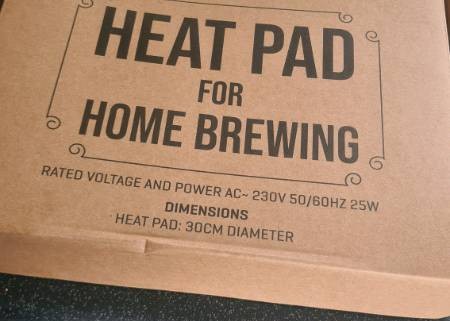 HEAT PAD
FOR
HOME BREWING
RATED VOLTAGE AND POWER AC~ 230V 50/60HZ 25W
DIMENSIONS
HEAT PAD: 30CM DIAMETER